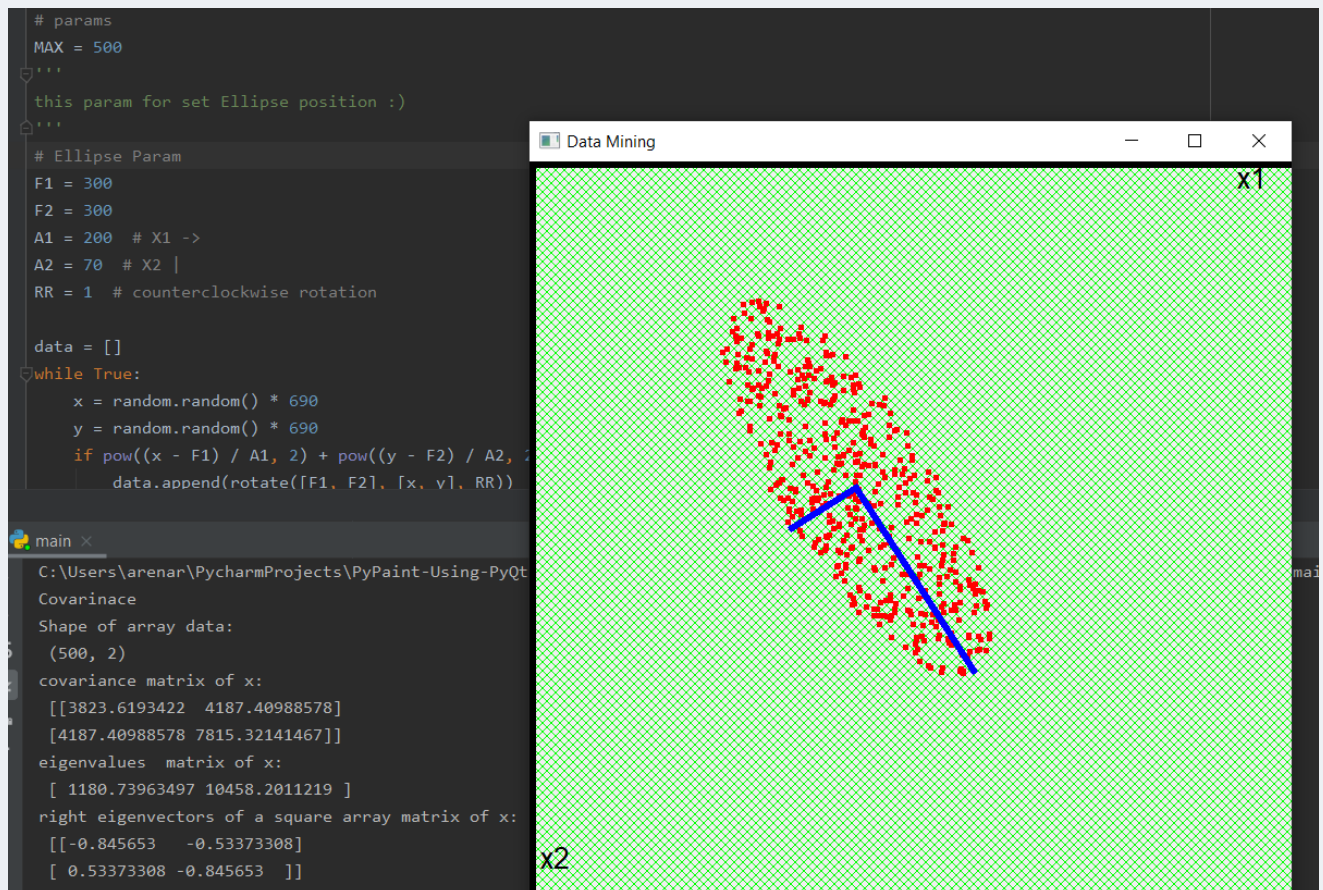 # params
MAX = 500
'''
this param for set Ellipse position :)
'''
# Ellipse Param
F1 = 300
F2 = 300
A1 = 200  # X1 ->
A2 = 70  # X2 |
RR = 1  # counterclockwise rotation
data = []
while True:
x = random.random() * 690
y = random.random() * 690
if pow((x - F1) / A1, 2) + pow((y - F2) / A2,
data.append(rotate([F1, F2], [x, y], RR))
main
C:\Users\arenar\PycharmProjects\PyPaint-Using-PyQt
mai
Covarinace
Shape of array data:
(500, 2)
covariance matrix of x:
[[3823.6193422  4187.40988578]
[4187.40988578 7815.32141467]]
eigenvalues  matrix of x:
[ 1180.73963497 10458.2011219 ]
right eigenvectors of a square array matrix of x:
[[-0.845653   -0.53373308]
[ 0.53373308 -0.845653  ]]
Data Mining
x1
x2